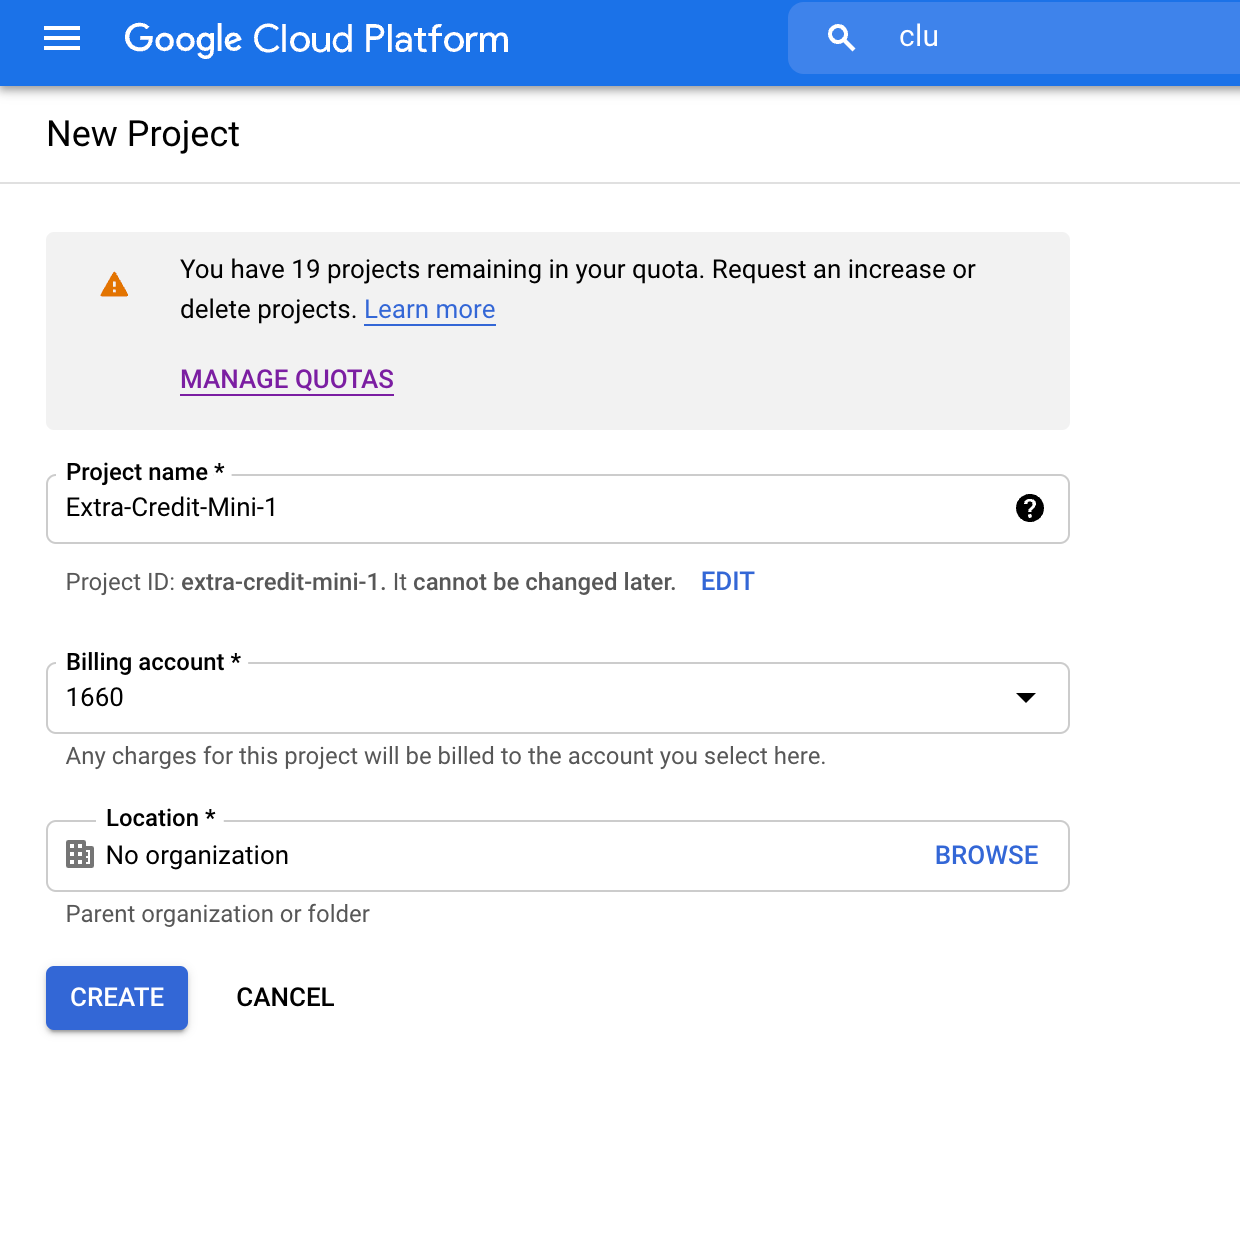 Google Cloud Platform
clu
New Project
You have 19 projects remaining in your quota. Request an increase or
delete projects. Learn more
MANAGE QUOTAS
Project name *
Extra-Credit-Mini-1
Project ID: extra-credit-mini-1. It cannot be changed later. EDIT
Billing account *
1660
Any charges for this project will be billed to the account you select here.
Location *
No organization BROWSE
Parent organization or folder
CREATE CANCEL